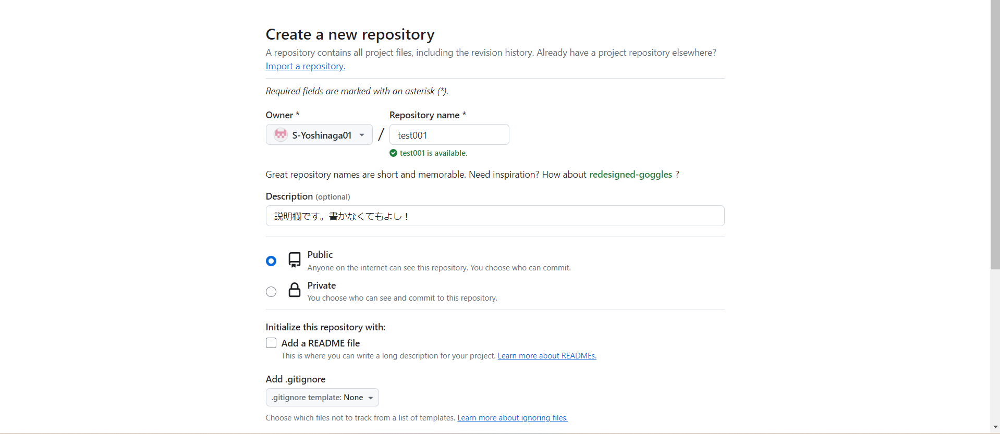 Create a new repository
A repository contains all project files, including the revision history. Already have a project repository elsewhere?
Import a repository.
Required fields are marked with an asterisk (*).
Owner *
Repository name *
S-Yoshinaga01
/
test001
test001 is available.
Great repository names are short and memorable. Need inspiration? How about redesigned-goggles ?
Description (optional)
説明欄です。書かなくてもよし！
Public
Anyone on the internet can see this repository. You choose who can commit.
Private
You choose who can see and commit to this repository.
Initialize this repository with:
Add a README file
This is where you can write a long description for your project. Learn more about READMEs.
Add .gitignore
.gitignore template: None
Choose which files not to track from a list of templates. Learn more about ignoring files.